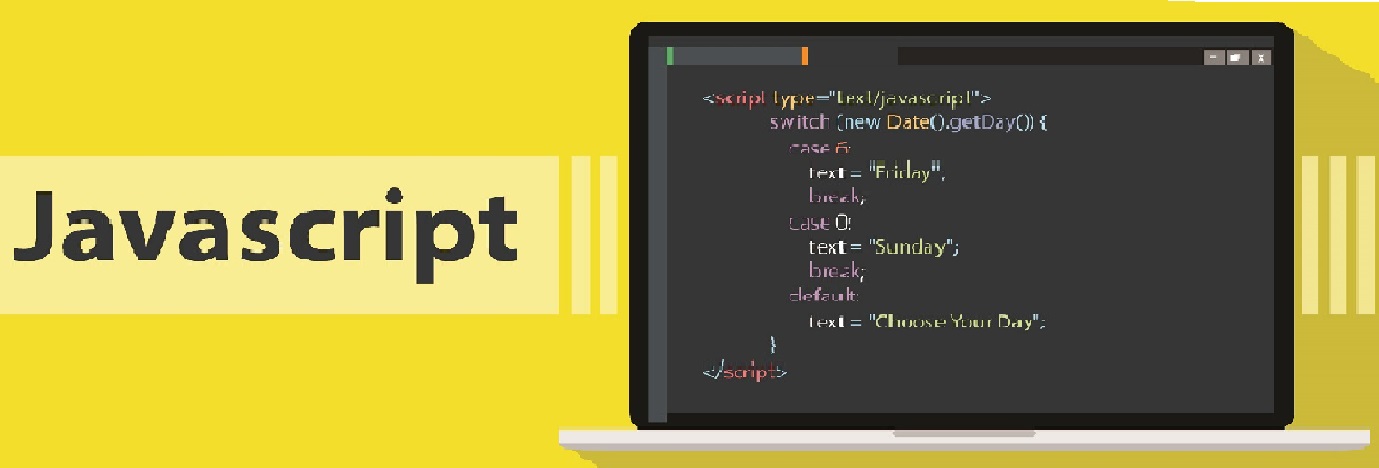 Javascript
<script type="text/javascript">
switch (new Date().getDay()) {
case 6:
text = "Friday";
break;
case 0:
text = "Sunday";
break;
default:
text = "Choose Your Day";
}
</script>